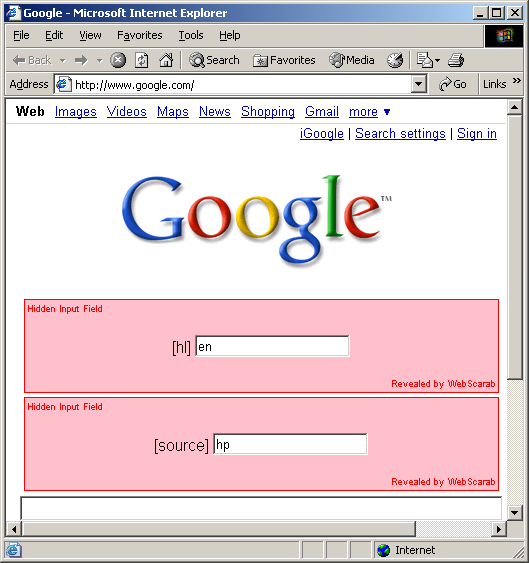 Google - Microsoft Internet Explorer
File Edit View Favorites Tools Help
Back Search Favorites Media
Address http://www.google.com/ Go Links »
Web Images Videos Maps News Shopping Gmail more ▼
iGoogle | Search settings | Sign in
Google™
Hidden Input Field
[hl] en
Revealed by WebScarab
Hidden Input Field
[source] hp
Revealed by WebScarab
Internet